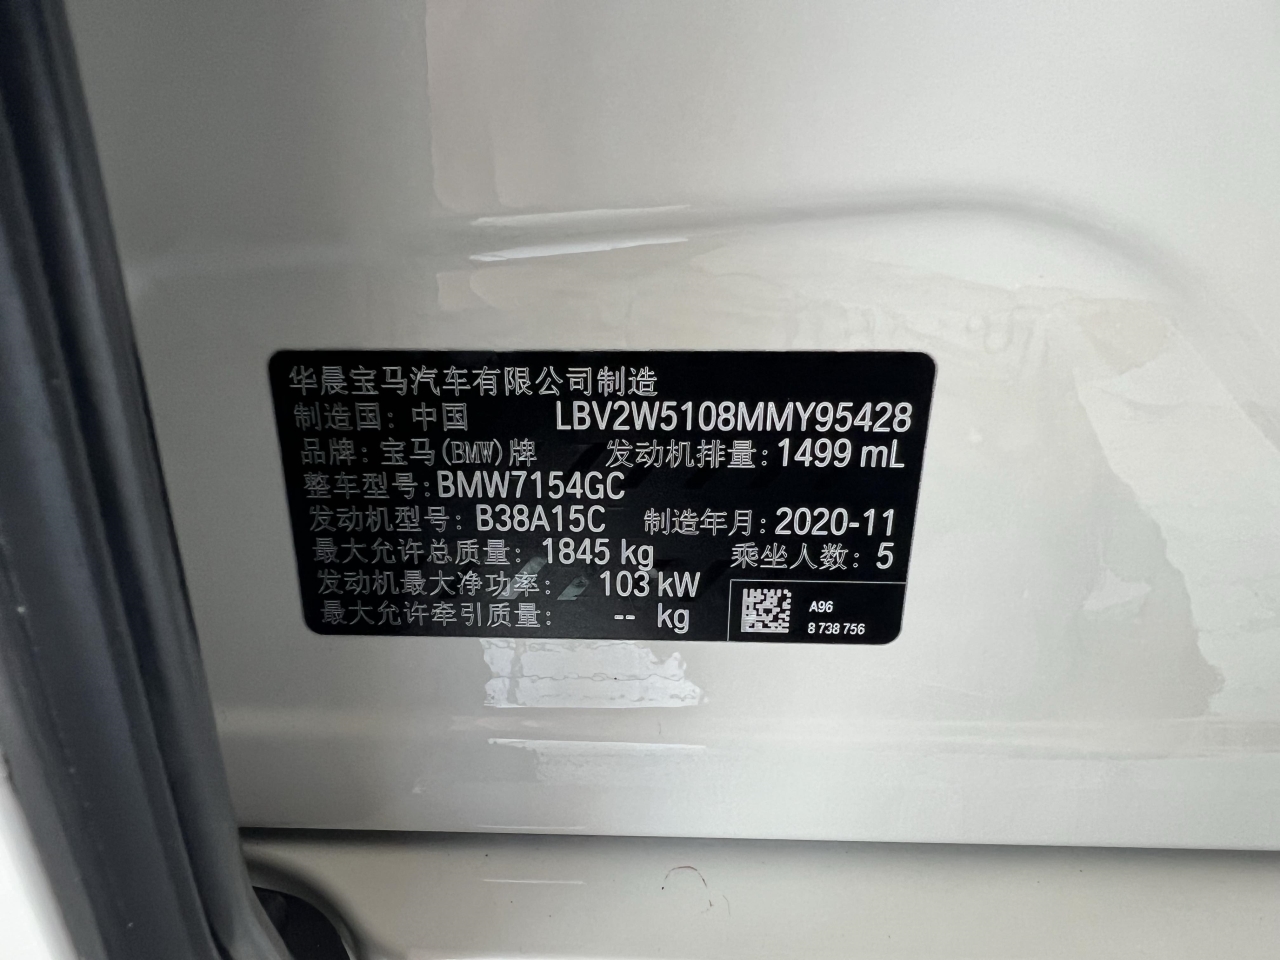 华晨宝马汽车有限公司制造
制造国: 中国 LBV2W5108MMY95428
品牌: 宝马(BMW)牌 发动机排量: 1499 mL
整车型号: BMW7154GC
发动机型号: B38A15C 制造年月: 2020-11
最大允许总质量: 1845 kg 乘坐人数: 5
发动机最大净功率: 103 kW
最大允许牵引质量: -- kg
A96
8 738 756